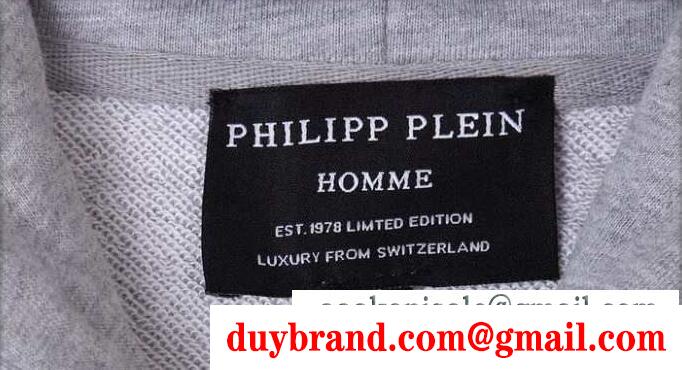 PHILIPP PLEIN
HOMME
EST. 1978 LIMTED EDITION
LUXURY FROM SWITZERLAND
duybrand.com@gmail.com